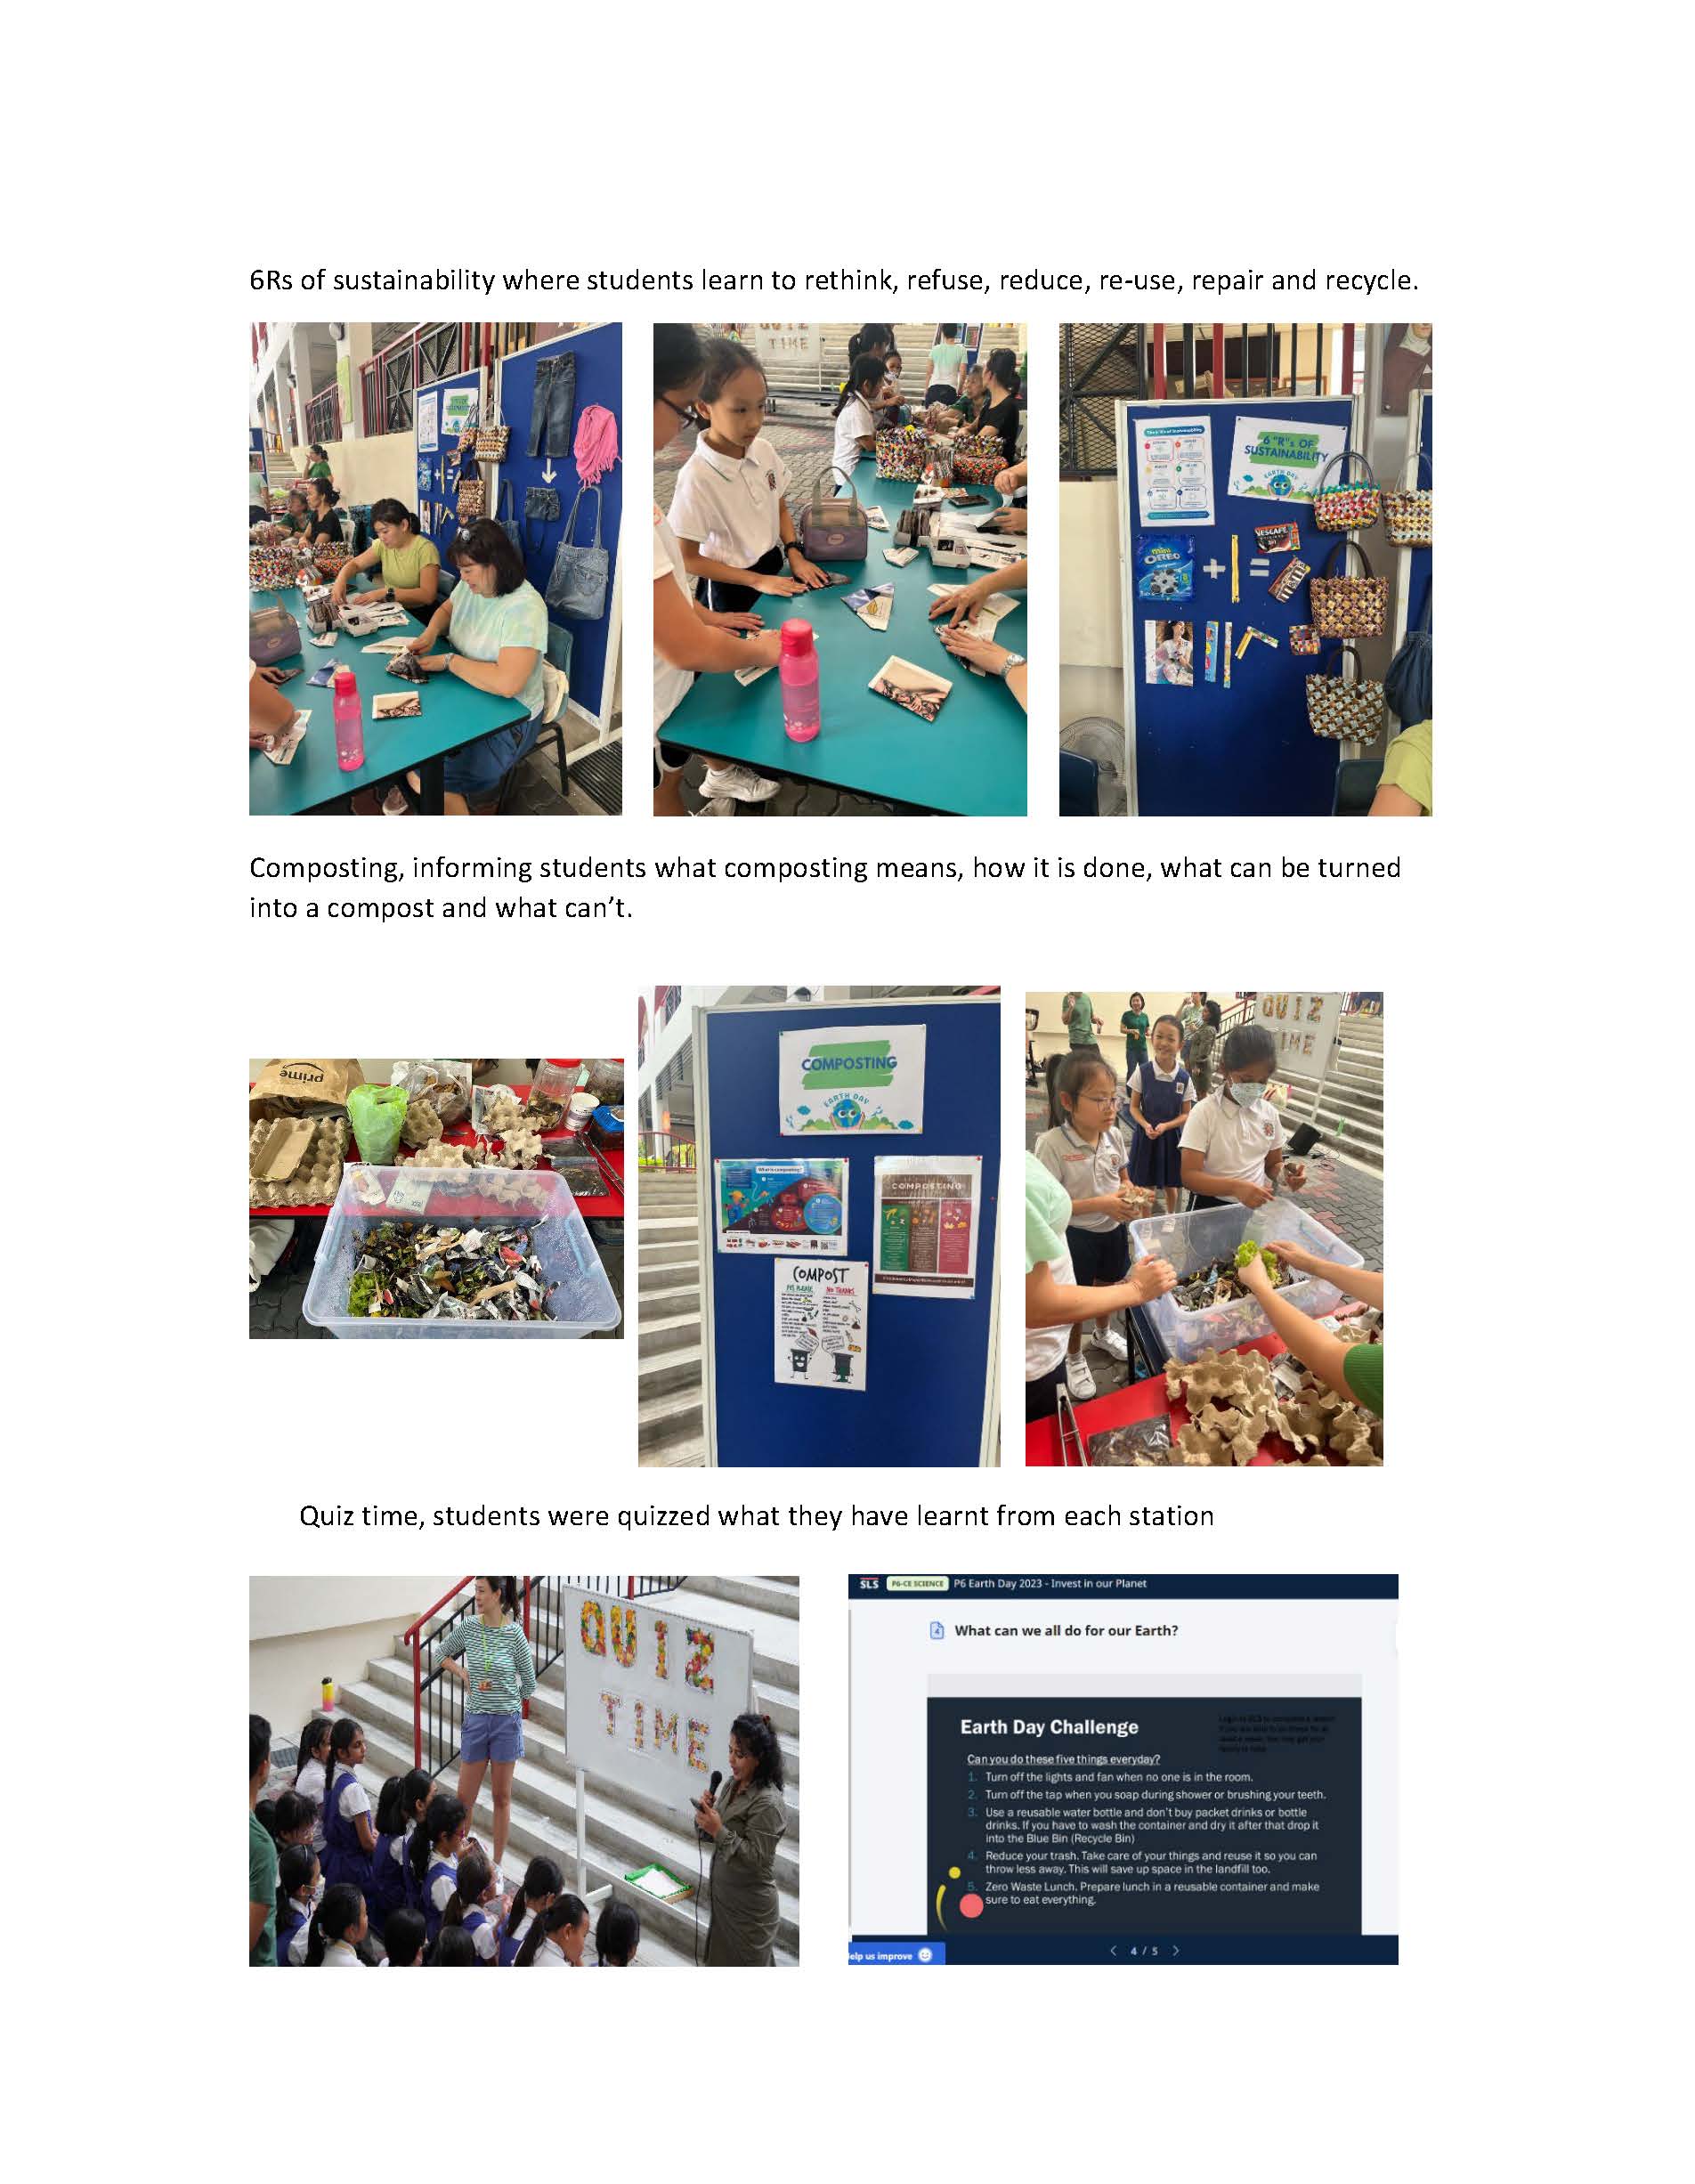 6Rs of sustainability where students learn to rethink, refuse, reduce, re-use, repair and recycle.
QUIZ
TIME
6 "R"s OF
SUSTAINABILITY
EARTH DAY
mini
OREO
NESCAFE
Composting, informing students what composting means, how it is done, what can be turned
into a compost and what can't.
prime
COMPOSTING
EARTH DAY
What is composting?
COMPOSTING
COMPOST
YES PLEASE
NO THANKS
QUIZ
TIME
Quiz time, students were quizzed what they have learnt from each station
QUIZ
TIME
SLS P6-CE SCIENCE P6 Earth Day 2023 - Invest in our Planet
4 What can we all do for our Earth?
Earth Day Challenge
Can you do these five things everyday?
1. Turn off the lights and fan when no one is in the room.
2. Turn off the tap when you soap during shower or brushing your teeth.
3. Use a reusable water bottle and don't buy packet drinks or bottle
drinks. If you have to wash the container and dry it after that drop it
into the Blue Bin (Recycle Bin)
4. Reduce your trash. Take care of your things and reuse it so you can
throw less away. This will save up space in the landfill too.
5. Zero Waste Lunch. Prepare lunch in a reusable container and make
sure to eat everything.
elp us improve
< 4 / 5 >